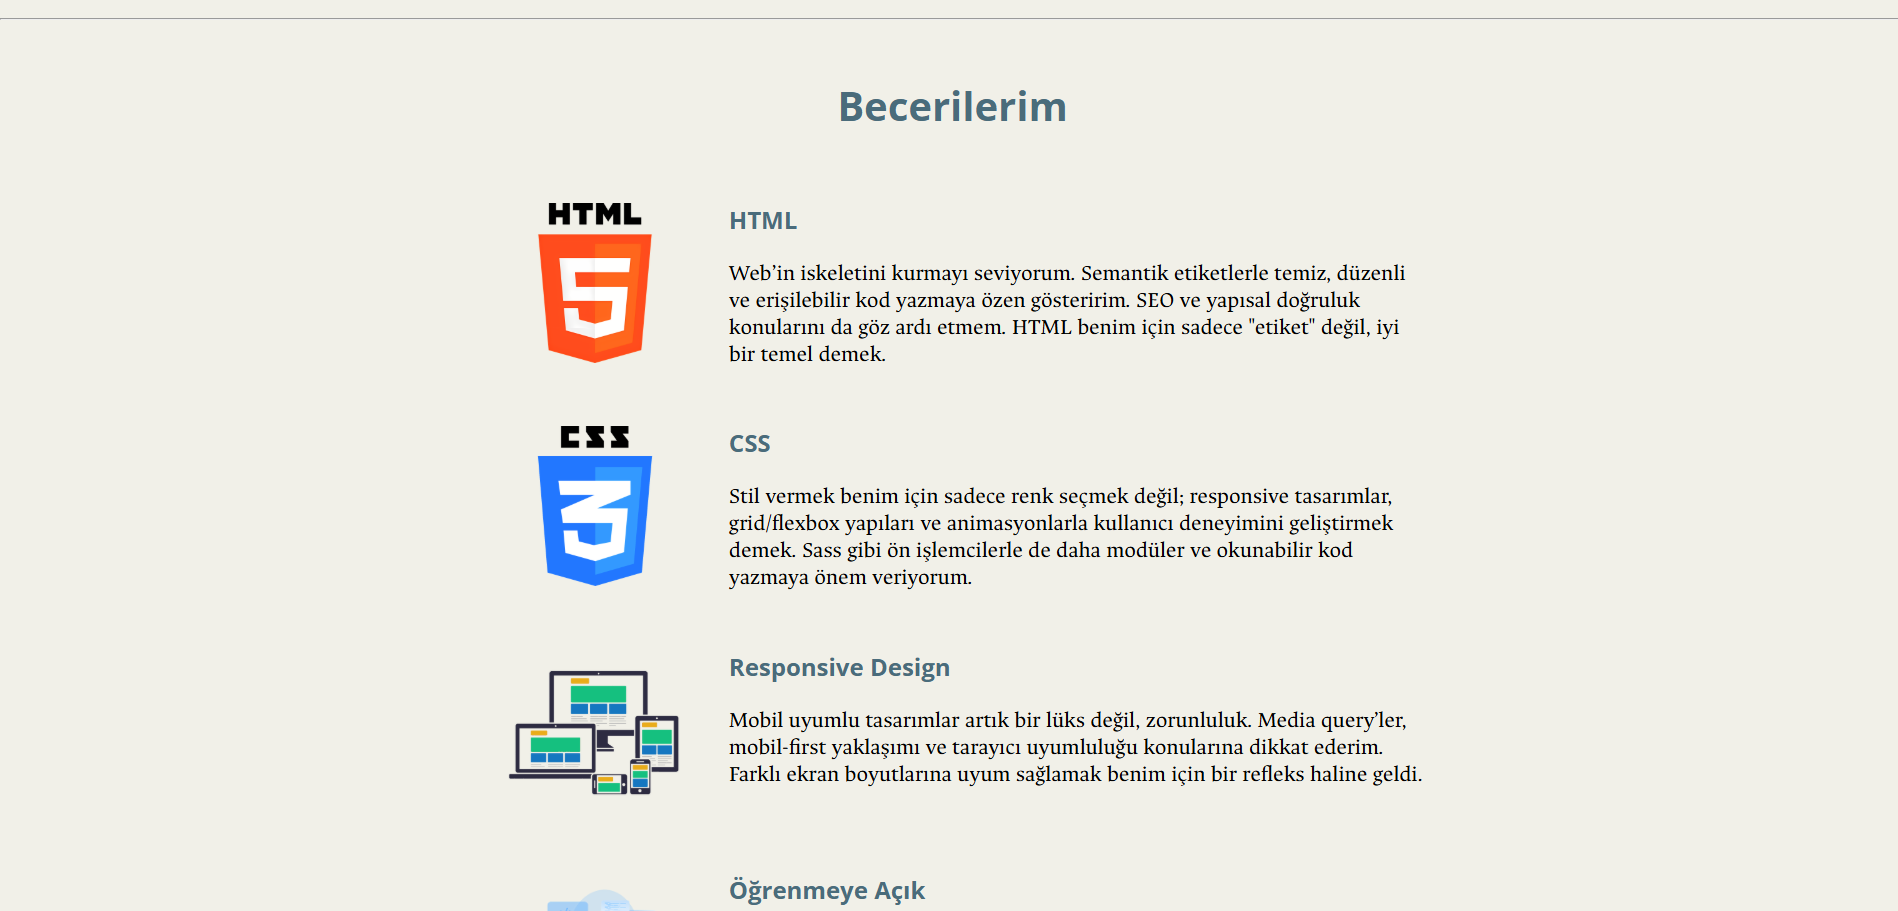 Becerilerim
HTML
5
HTML
Web’in iskeletini kurmayı seviyorum. Semantik etiketlerle temiz, düzenli
ve erişilebilir kod yazmaya özen gösteririm. SEO ve yapısal doğruluk
konularını da göz ardı etmem. HTML benim için sadece "etiket" değil, iyi
bir temel demek.
CSS
3
CSS
Stil vermek benim için sadece renk seçmek değil; responsive tasarımlar,
grid/flexbox yapıları ve animasyonlarla kullanıcı deneyimini geliştirmek
demek. Sass gibi ön işlemcilerle de daha modüler ve okunabilir kod
yazmaya önem veriyorum.
Responsive Design
Mobil uyumlu tasarımlar artık bir lüks değil, zorunluluk. Media query’ler,
mobil-first yaklaşımı ve tarayıcı uyumluluğu konularına dikkat ederim.
Farklı ekran boyutlarına uyum sağlamak benim için bir refleks haline geldi.
Öğrenmeye Açık